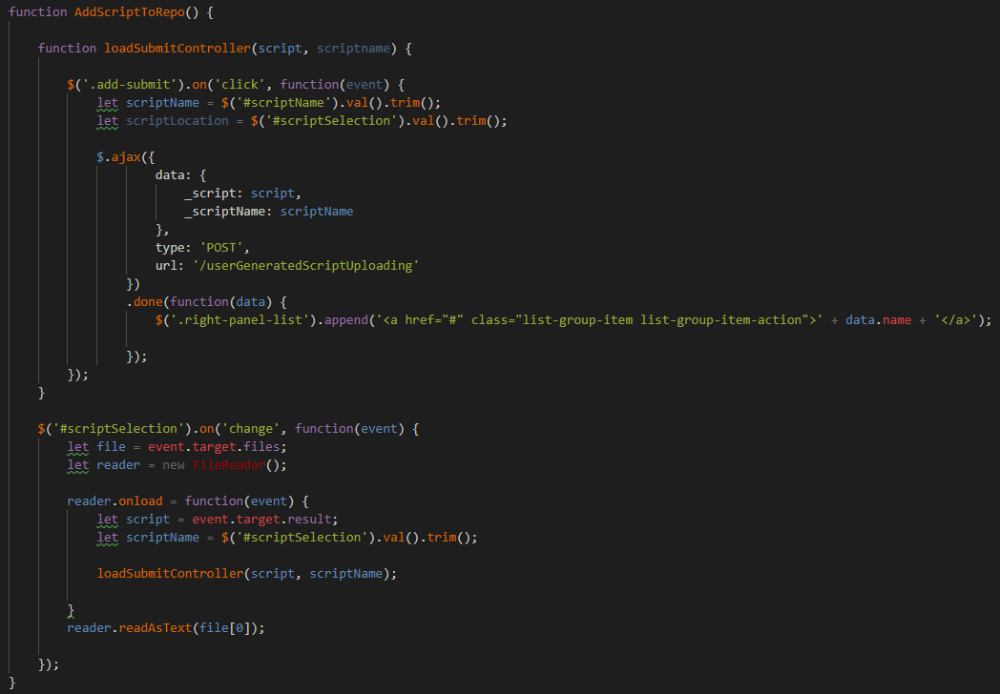 function AddScriptToRepo() {
function loadSubmitController(script, scriptname) {
$('.add-submit').on('click', function(event) {
let scriptName = $('#scriptName').val().trim();
let scriptLocation = $('#scriptSelection').val().trim();
$.ajax({
data: {
_script: script,
_scriptName: scriptName
},
type: 'POST',
url: '/userGeneratedScriptUploading'
})
.done(function(data) {
$('.right-panel-list').append('<a href="#" class="list-group-item list-group-item-action">' + data.name + '</a>');
});
});
}
$('#scriptSelection').on('change', function(event) {
let file = event.target.files;
let reader = new FileReader();
reader.onload = function(event) {
let script = event.target.result;
let scriptName = $('#scriptSelection').val().trim();
loadSubmitController(script, scriptName);
}
reader.readAsText(file[0]);
});
}